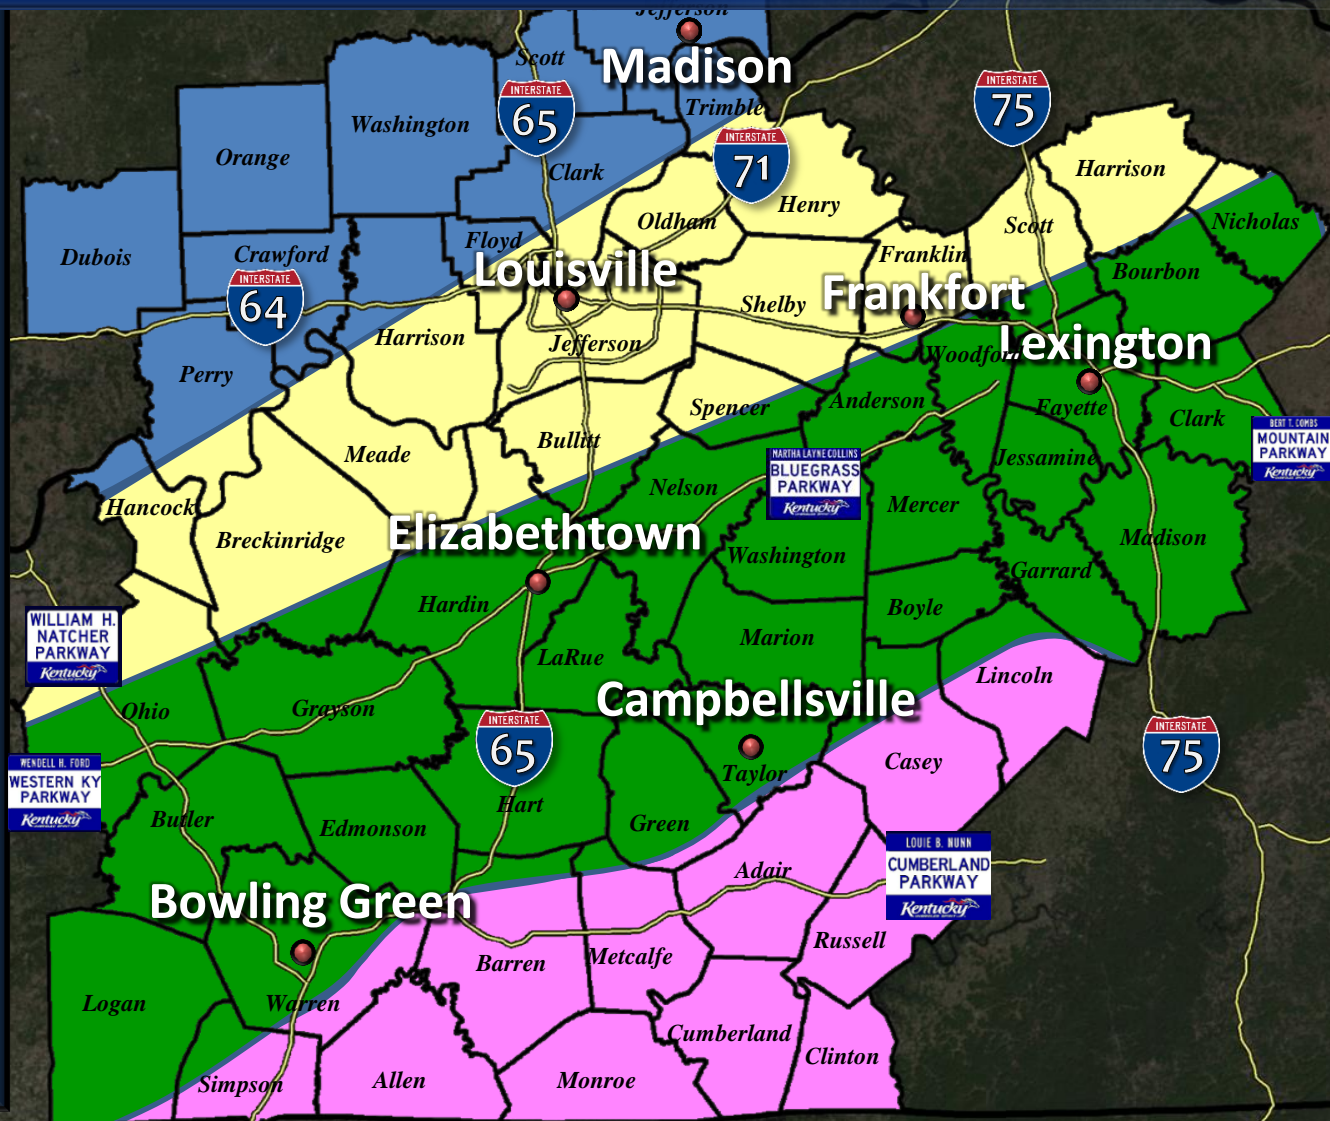 Jefferson
Scott
Madison
INTERSTATE
65
INTERSTATE
75
Trimble
Washington
INTERSTATE
71
Orange
Clark
Harrison
Henry
Oldham
Scott
Nicholas
Floyd
Dubois
Crawford
Franklin
Louisville
Bourbon
INTERSTATE
64
Shelby
Frankfort
Harrison
Jefferson
Lexington
Woodford
Perry
Spencer
Anderson
Fayette
Clark
BERT T. COMBS
MOUNTAIN
PARKWAY
Kentucky
Bullitt
Meade
MARTHA LAYNE COLLINS
BLUEGRASS
PARKWAY
Kentucky
Jessamine
Nelson
Hancock
Mercer
Breckinridge
Elizabethtown
Madison
Washington
Garrard
Hardin
Boyle
WILLIAM H.
NATCHER
PARKWAY
Kentucky
Marion
LaRue
Lincoln
Campbellsville
Ohio
Grayson
INTERSTATE
65
INTERSTATE
75
WENDELL H. FORD
WESTERN KY
PARKWAY
Kentucky
Casey
Taylor
Hart
Butler
Edmonson
Green
LOUIE B. NUNN
CUMBERLAND
PARKWAY
Kentucky
Adair
Bowling Green
Russell
Barren
Metcalfe
Logan
Warren
Cumberland
Clinton
Simpson
Allen
Monroe